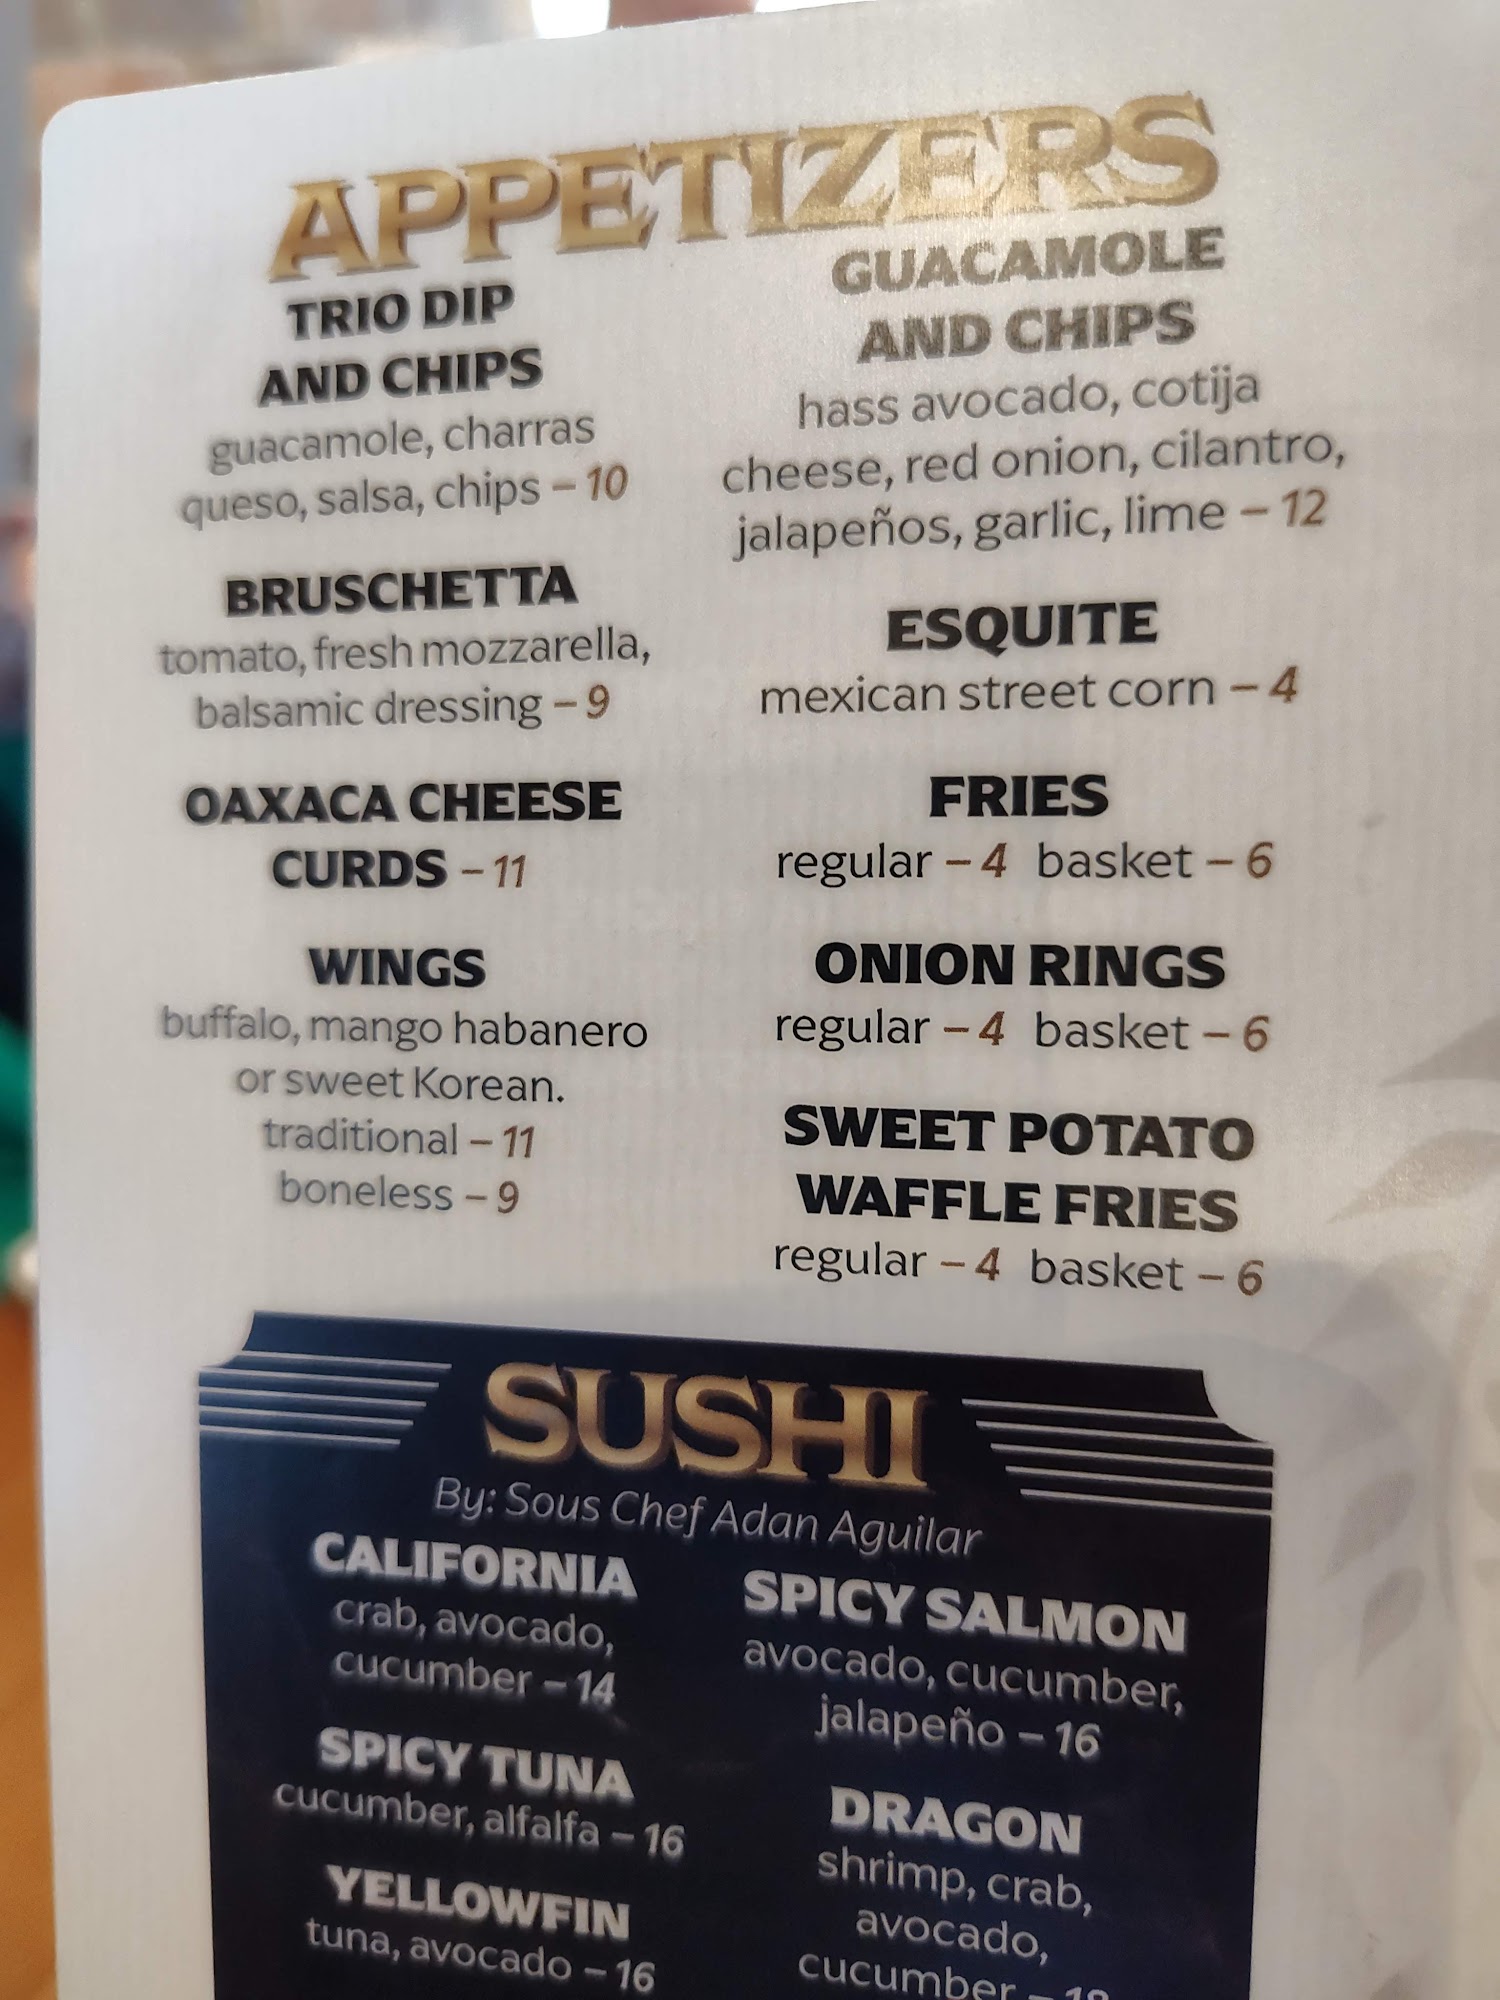 APPETIZERS
TRIO DIP
AND CHIPS
guacamole, charras
queso, salsa, chips – 10
BRUSCHETTA
tomato, fresh mozzarella,
balsamic dressing – 9
OAXACA CHEESE
CURDS – 11
WINGS
buffalo, mango habanero
or sweet Korean.
traditional – 11
boneless – 9
GUACAMOLE
AND CHIPS
hass avocado, cotija
cheese, red onion, cilantro,
jalapeños, garlic, lime – 12
ESQUITE
mexican street corn – 4
FRIES
regular – 4 basket – 6
ONION RINGS
regular – 4 basket – 6
SWEET POTATO
WAFFLE FRIES
regular – 4 basket – 6
SUSHI
By: Sous Chef Adan Aguilar
CALIFORNIA
crab, avocado,
cucumber – 14
SPICY TUNA
cucumber, alfalfa – 16
YELLOWFIN
tuna, avocado – 16
SPICY SALMON
avocado, cucumber,
jalapeño – 16
DRAGON
shrimp, crab,
avocado,
cucumber –